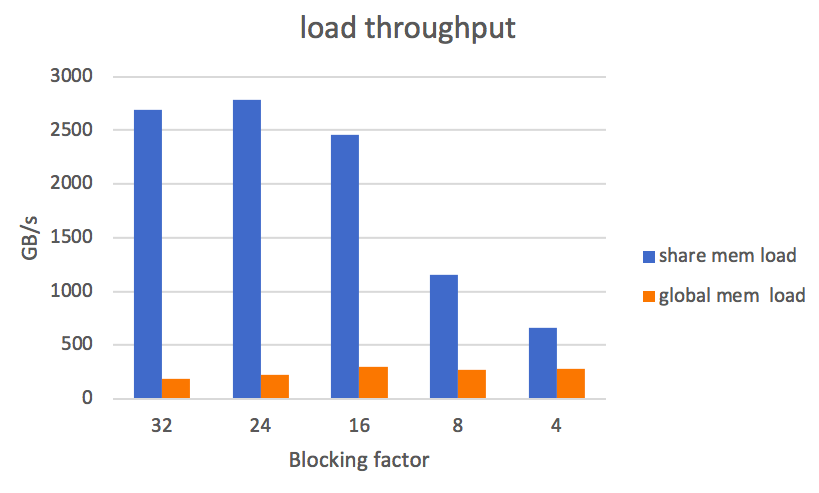 load throughput
3000
2500
2000
1500
1000
500
0
GB/s
32 24 16 8 4
Blocking factor
share mem load
global mem  load